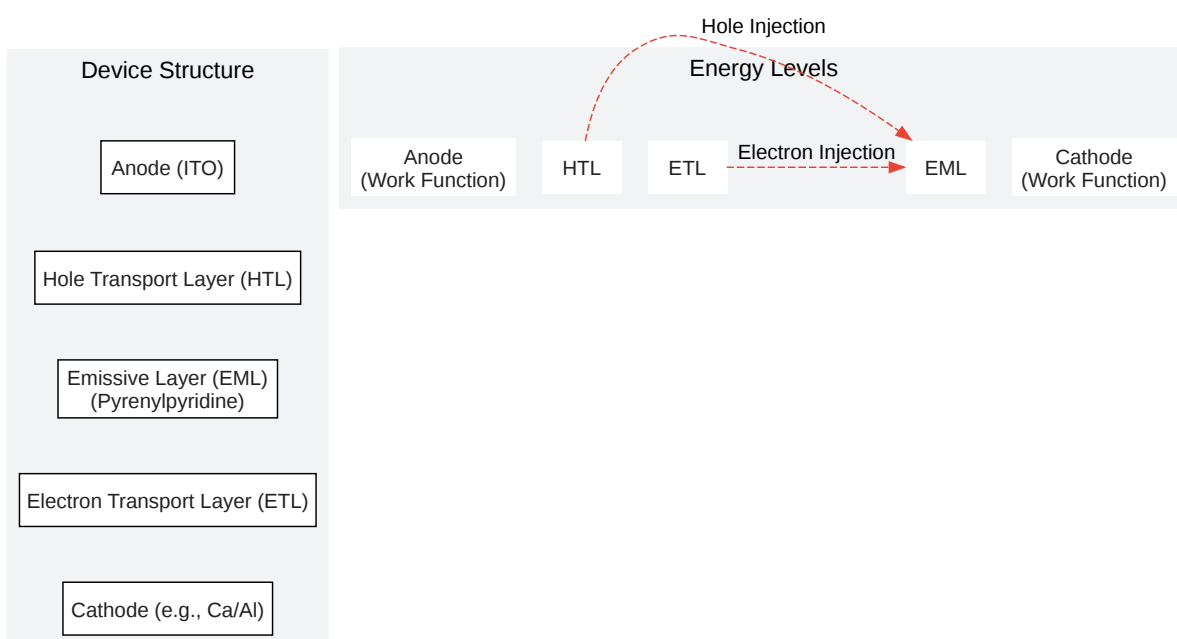 Device Structure
Anode (ITO)
Hole Transport Layer (HTL)
Emissive Layer (EML)
(Pyrenylpyridine)
Electron Transport Layer (ETL)
Cathode (e.g., Ca/Al)
Hole Injection
Energy Levels
Anode
(Work Function)
HTL
ETL
Electron Injection
EML
Cathode
(Work Function)